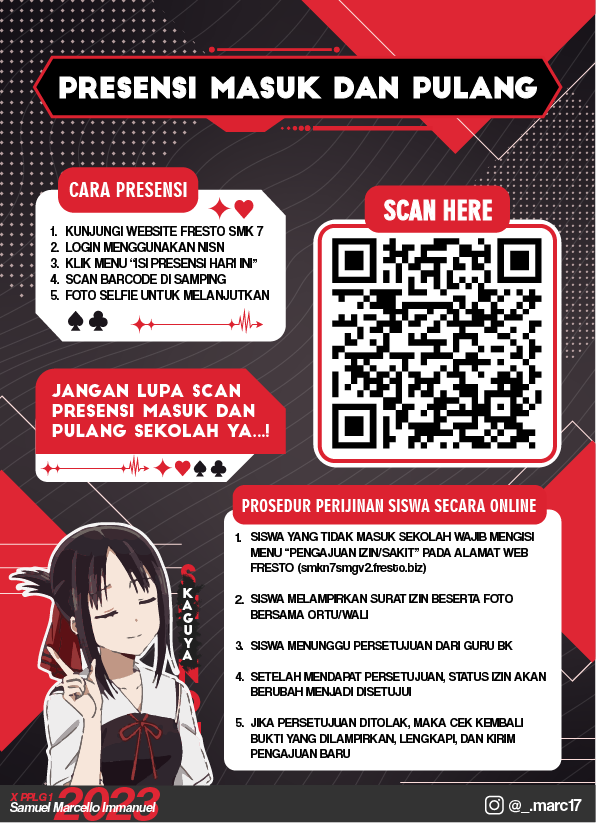 PRESENSI MASUK DAN PULANG
CARA PRESENSI
1. KUNJUNGI WEBSITE FRESTO SMK 7
2. LOGIN MENGGUNAKAN NISN
3. KLIK MENU “ISI PRESENSI HARI INI”
4. SCAN BARCODE DI SAMPING
5. FOTO SELFIE UNTUK MELANJUTKAN
SCAN HERE
JANGAN LUPA SCAN
PRESENSI MASUK DAN
PULANG SEKOLAH YA...!
PROSEDUR PERIJINAN SISWA SECARA ONLINE
1. SISWA YANG TIDAK MASUK SEKOLAH WAJIB MENGISI
MENU “PENGAJUAN IZIN/SAKIT” PADA ALAMAT WEB
FRESTO (smkn7smgv2.fresto.biz)
2. SISWA MELAMPIRKAN SURAT IZIN BESERTA FOTO
BERSAMA ORTU/WALI
3. SISWA MENUNGGU PERSETUJUAN DARI GURU BK
4. SETELAH MENDAPAT PERSETUJUAN, STATUS IZIN AKAN
BERUBAH MENJADI DISETUJUI
5. JIKA PERSETUJUAN DITOLAK, MAKA CEK KEMBALI
BUKTI YANG DILAMPIRKAN, LENGKAPI, DAN KIRIM
PENGAJUAN BARU
KAGUYA
X PPLG 1
Samuel Marcello Immanuel
2023
@_.marc17